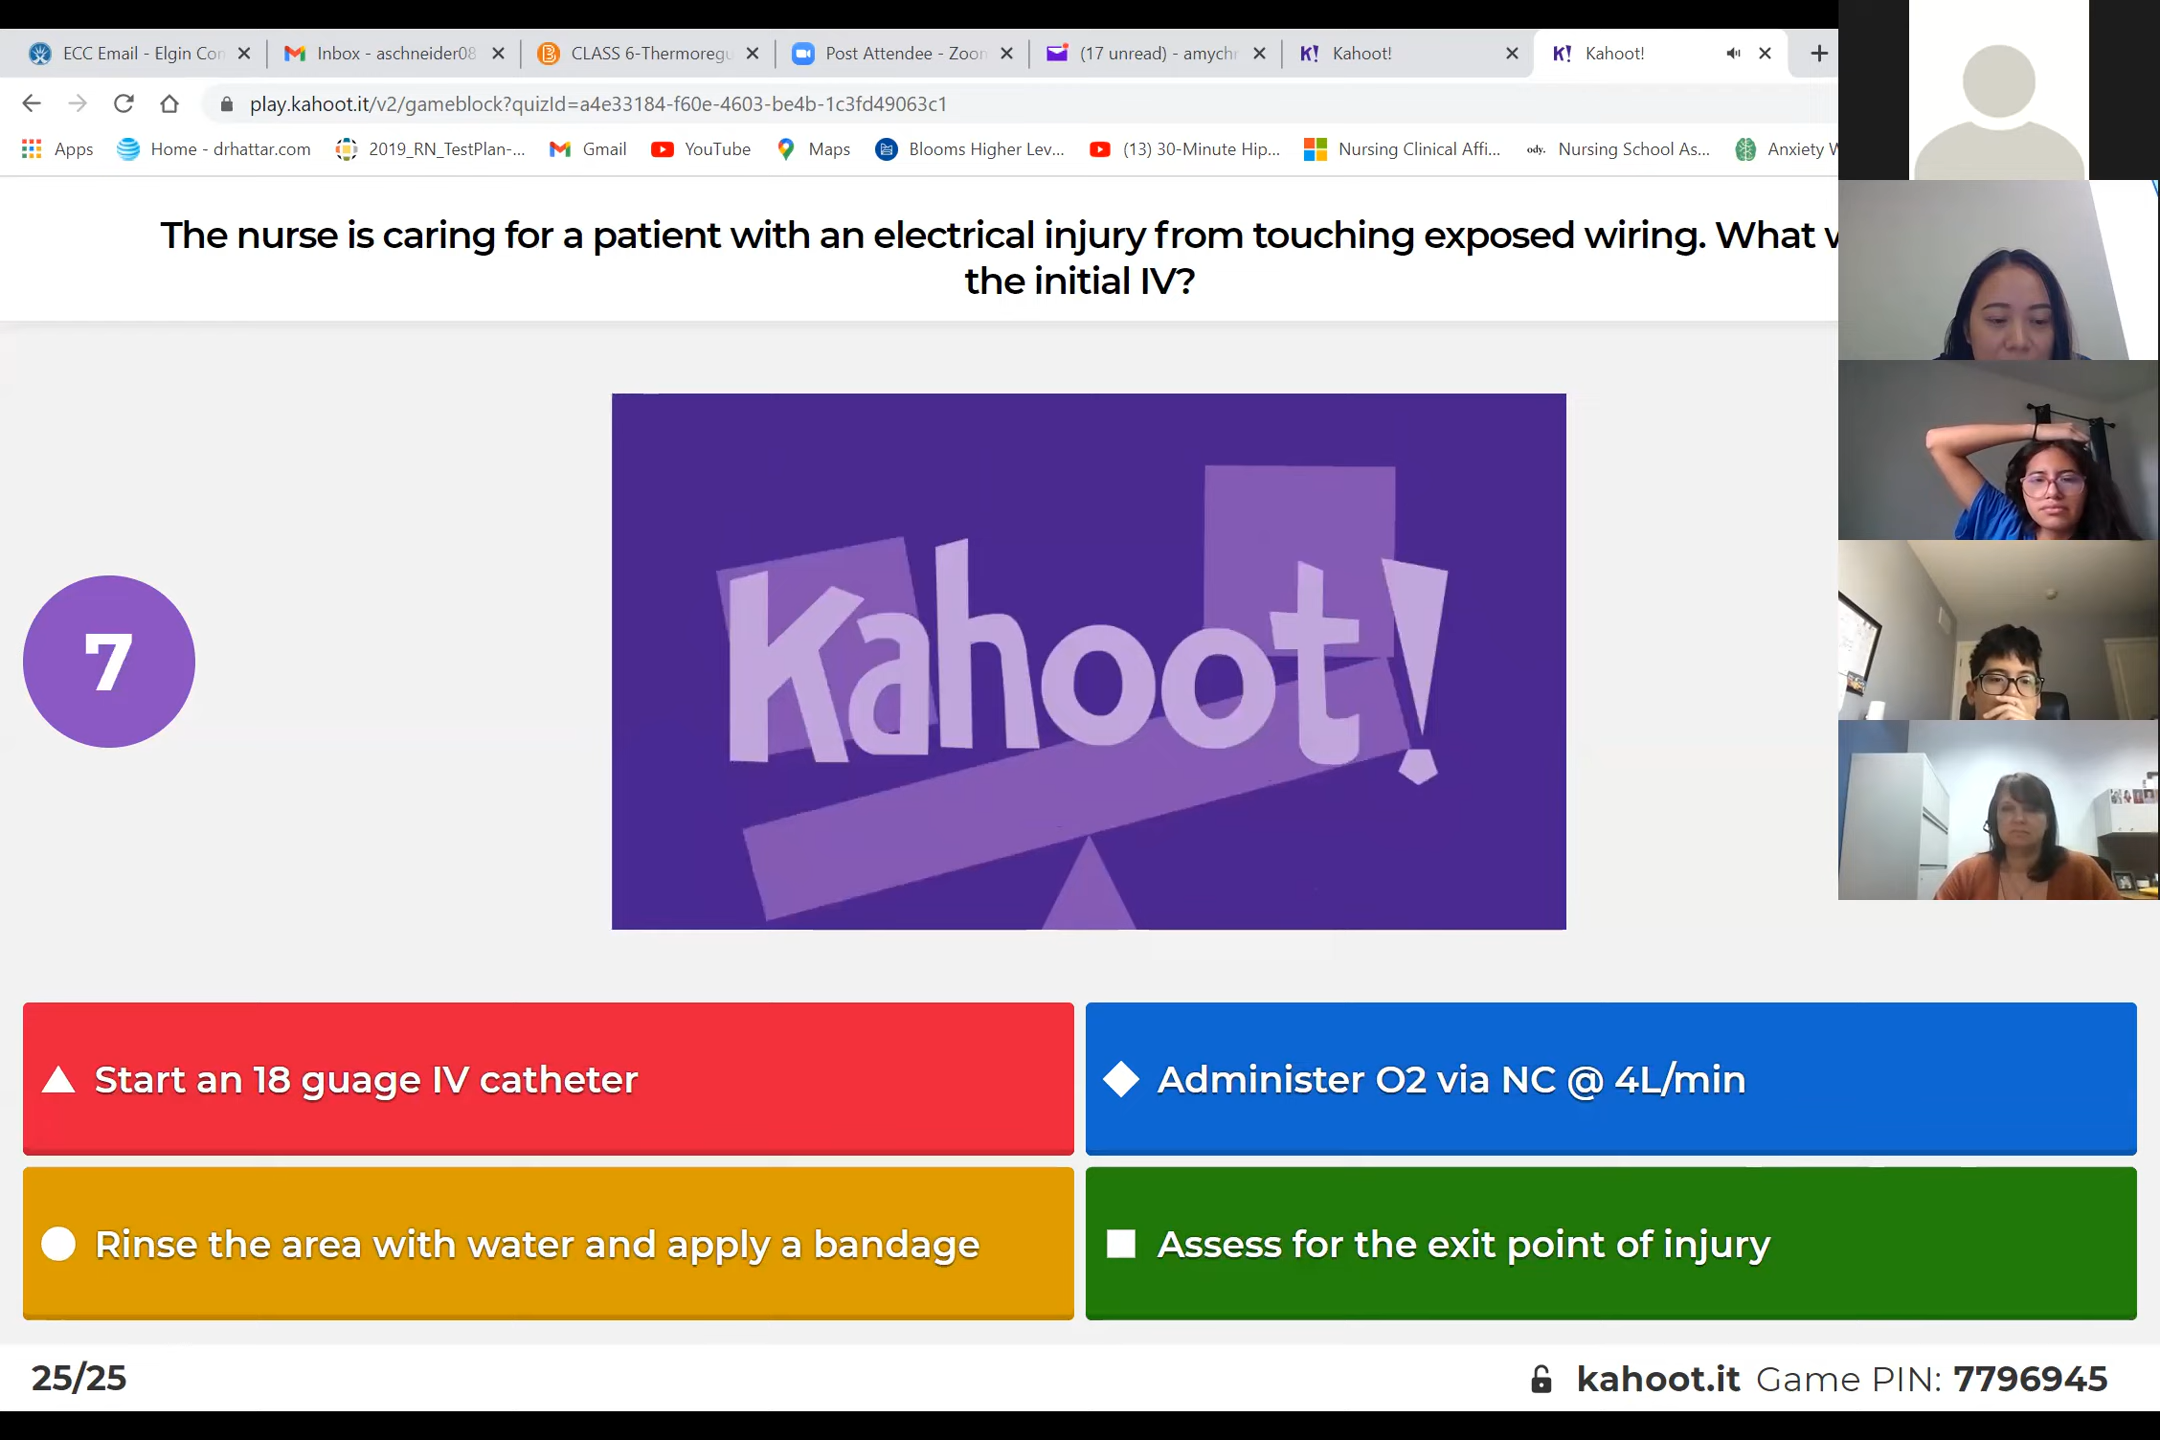 ECC Email - Elgin Con
Inbox - aschneider08
CLASS 6-Thermoregu
Post Attendee - Zoon
(17 unread) - amychr
K! Kahoot!
K! Kahoot!
play.kahoot.it/v2/gameblock?quizId=a4e33184-f60e-4603-be4b-1c3fd49063c1
Apps
Home - drhattar.com
2019_RN_TestPlan-...
Gmail
YouTube
Maps
Blooms Higher Lev...
(13) 30-Minute Hip...
Nursing Clinical Affi...
ody. Nursing School As...
Anxiety W
The nurse is caring for a patient with an electrical injury from touching exposed wiring. What
the initial IV?
Kahoot!
7
Start an 18 guage IV catheter
Administer O2 via NC @ 4L/min
Rinse the area with water and apply a bandage
Assess for the exit point of injury
25/25
kahoot.it Game PIN: 7796945